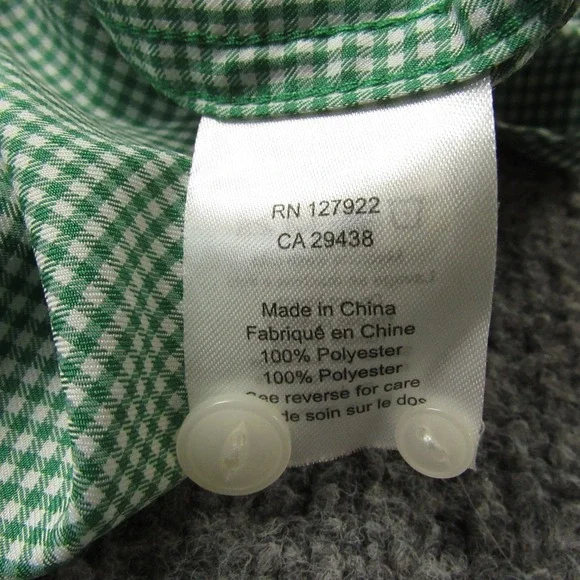 RN 127922
CA 29438
Made in China
Fabriqué en Chine
100% Polyester
100% Polyester
See reverse for care
de soin sur le dos